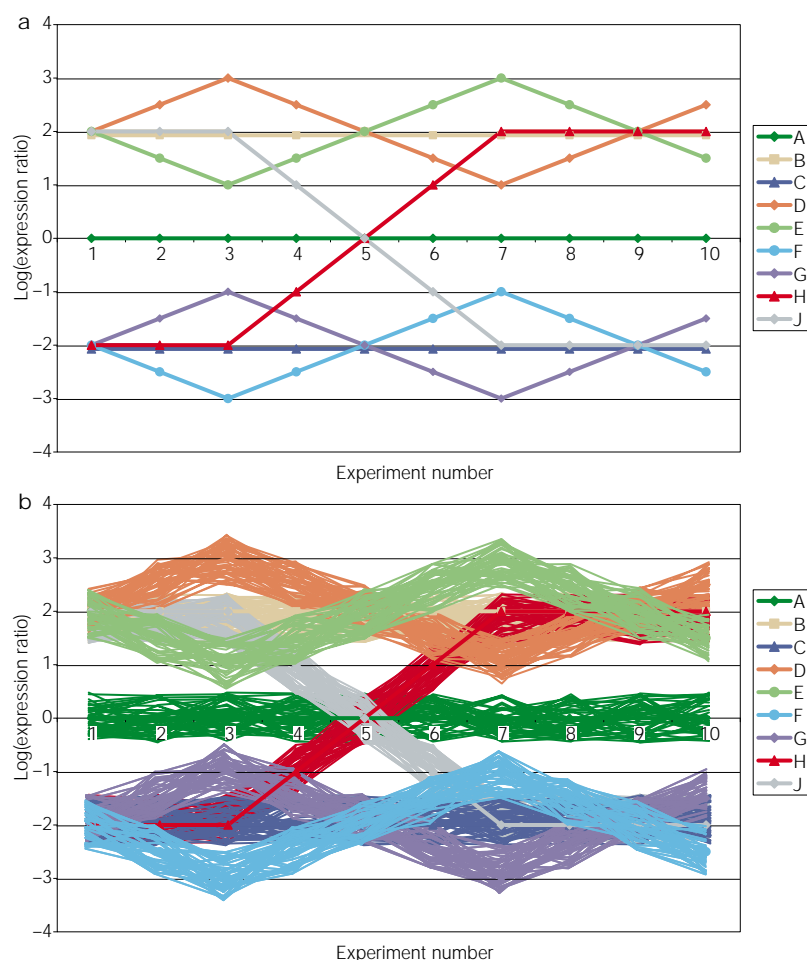 a
4
3
2
1
0
−1
−2
−3
−4
Log(expression ratio)
1 2 3 4 5 6 7 8 9 10
Experiment number
A
B
C
D
E
F
G
H
J
b
4
3
2
1
0
−1
−2
−3
−4
Log(expression ratio)
1 2 3 4 5 6 7 8 9 10
Experiment number
A
B
C
D
E
F
G
H
J